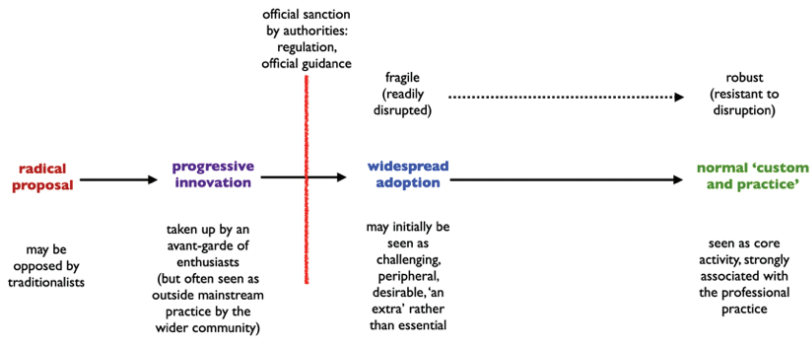 official sanction
by authorities:
regulation,
official guidance
fragile
(readily
disrupted)
robust
(resistant to
disruption)
radical
proposal
progressive
innovation
widespread
adoption
normal ‘custom
and practice’
may be
opposed by
traditionalists
taken up by an
avant-garde of
enthusiasts
(but often seen as
outside mainstream
practice by the
wider community)
may initially be
seen as
challenging,
peripheral,
desirable, ‘an
extra’ rather
than essential
seen as core
activity, strongly
associated with
the professional
practice